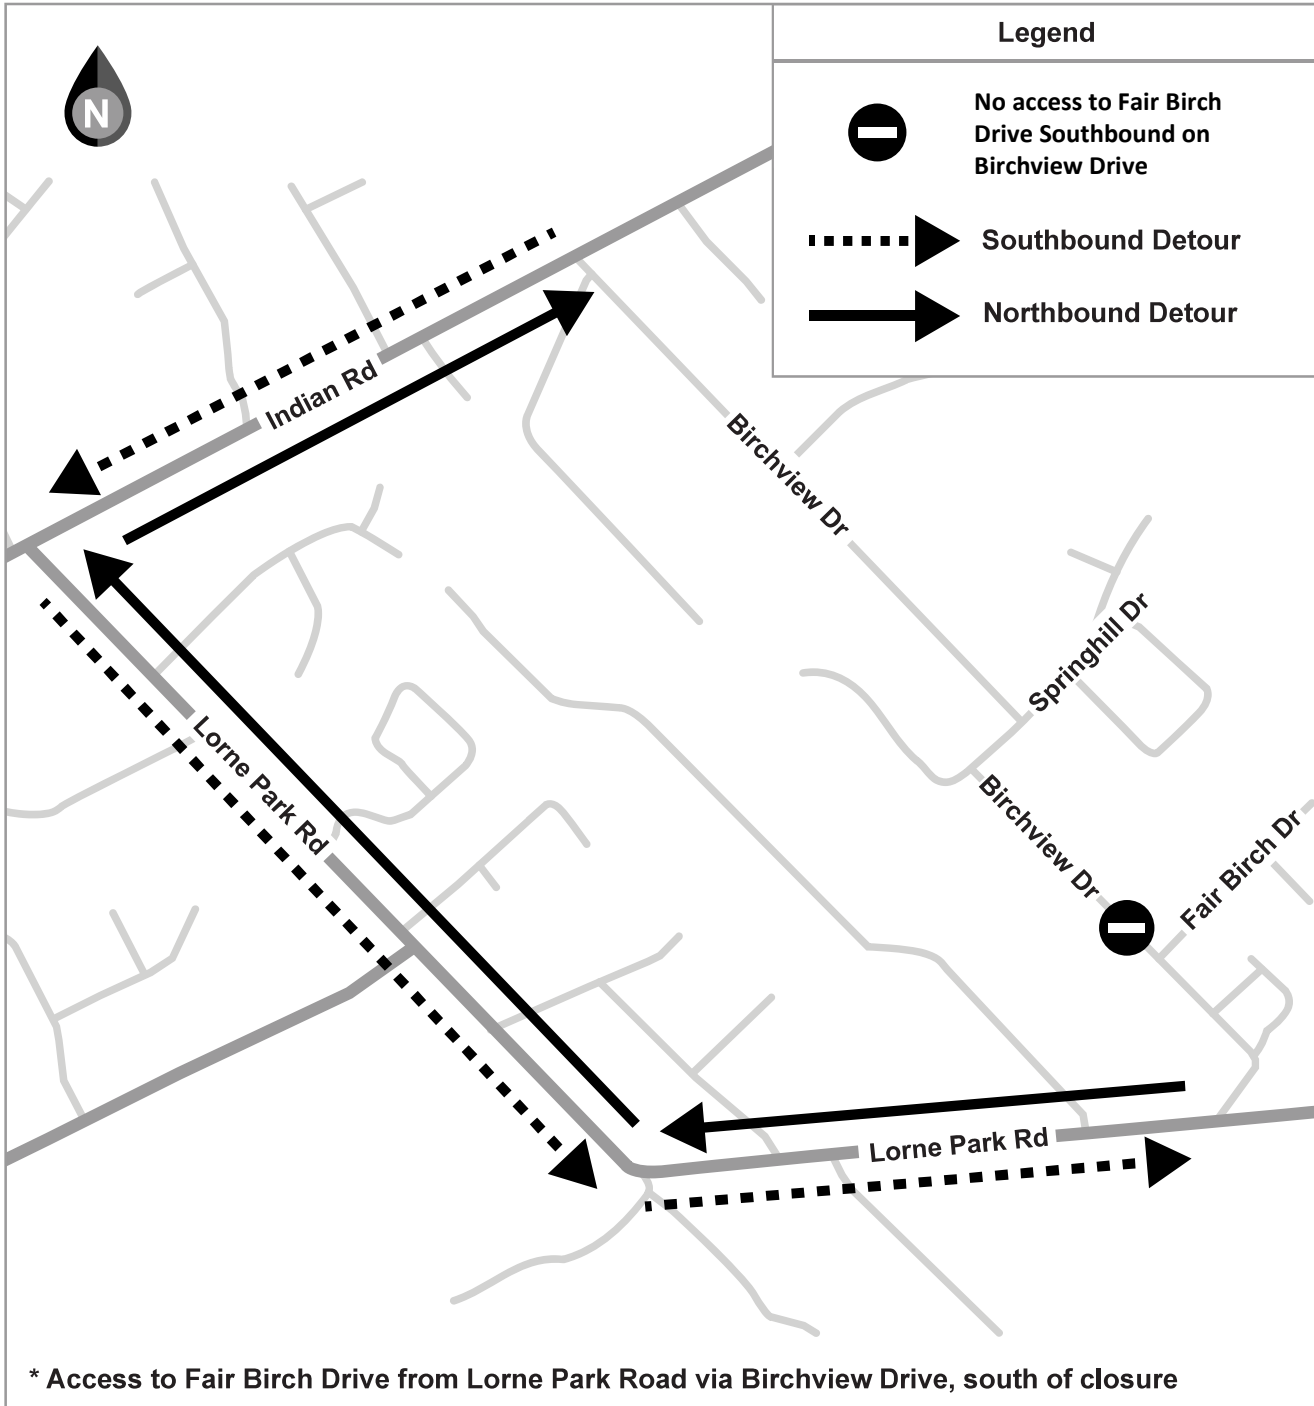 N
Legend
No access to Fair Birch
Drive Southbound on
Birchview Drive
Southbound Detour
Northbound Detour
Indian Rd
Birchview Dr
Springhill Dr
Lorne Park Rd
Birchview Dr
Fair Birch Dr
Lorne Park Rd
* Access to Fair Birch Drive from Lorne Park Road via Birchview Drive, south of closure